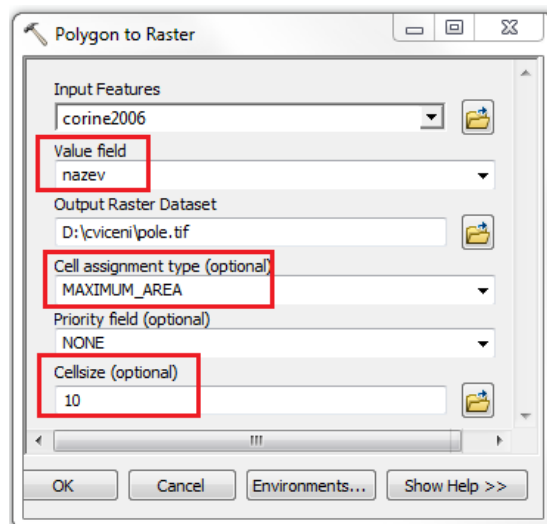 Polygon to Raster
Input Features
corine2006
Value field
nazev
Output Raster Dataset
D:\cviceni\pole.tif
Cell assignment type (optional)
MAXIMUM_AREA
Priority field (optional)
NONE
Cellsize (optional)
10
OK Cancel Environments... Show Help >>